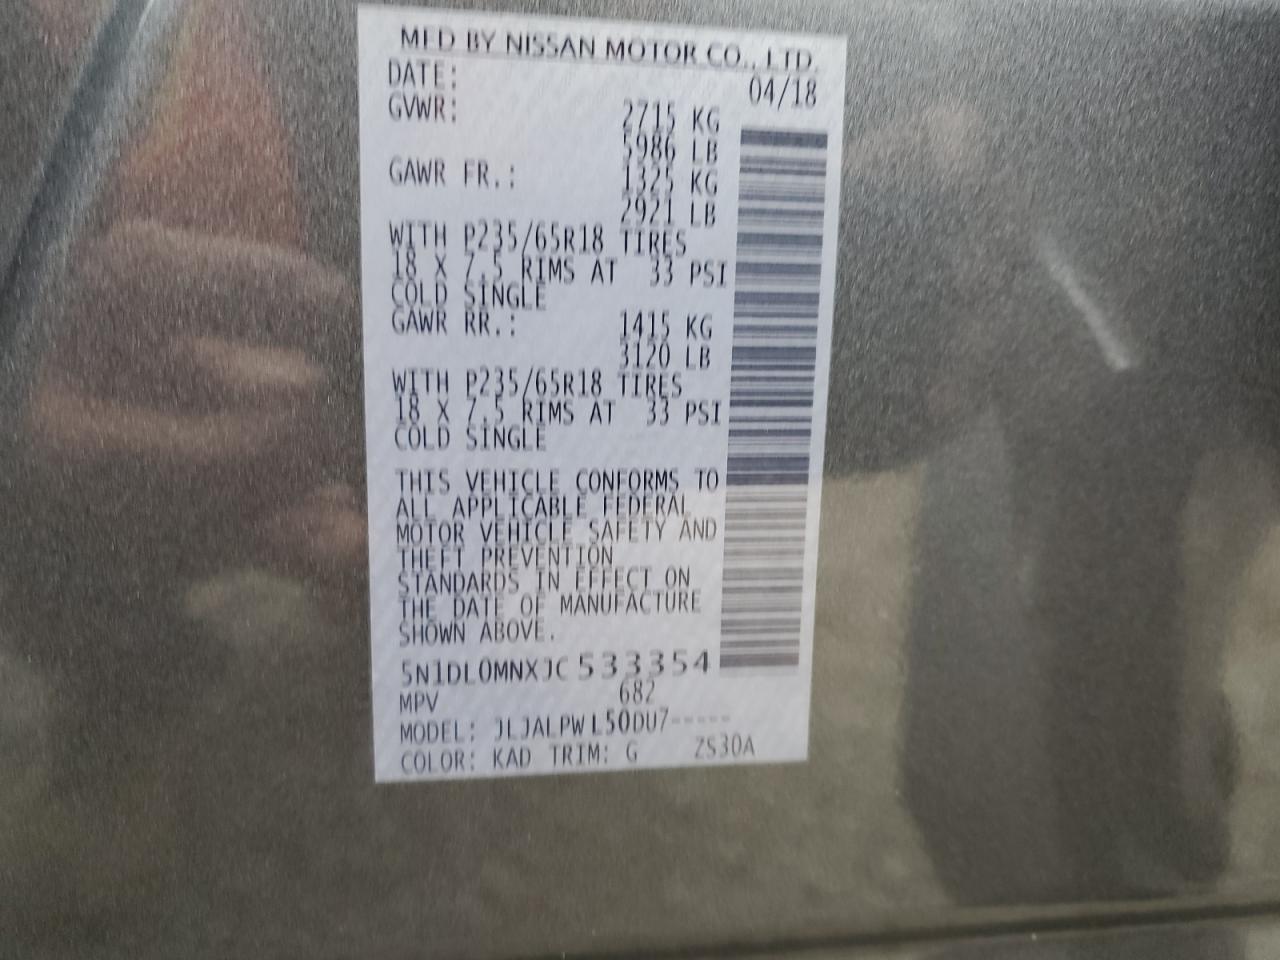 MFD BY NISSAN MOTOR CO., LTD.
DATE: 04/18
GVWR: 2715 KG
5986 LB
GAWR FR.: 1325 KG
2921 LB
WITH P235/65R18 TIRES
18 X 7.5 RIMS AT 33 PSI
COLD SINGLE
GAWR RR.: 1415 KG
3120 LB
WITH P235/65R18 TIRES
18 X 7.5 RIMS AT 33 PSI
COLD SINGLE
THIS VEHICLE CONFORMS TO
ALL APPLICABLE FEDERAL
MOTOR VEHICLE SAFETY AND
THEFT PREVENTION
STANDARDS IN EFFECT ON
THE DATE OF MANUFACTURE
SHOWN ABOVE.
5N1DL0MNXJC533354
MPV 682
MODEL: JLJALPWL50DU7-----
COLOR: KAD TRIM: G ZS30A